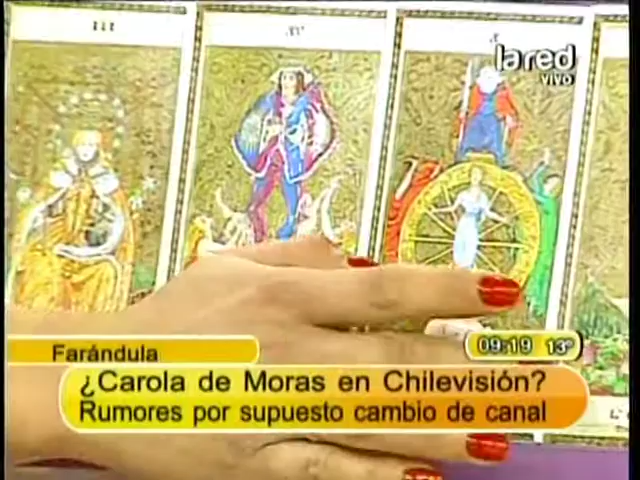 III
la red
VIVO
Farándula
09:19 13°
¿Carola de Moras en Chilevisión?
Rumores por supuesto cambio de canal